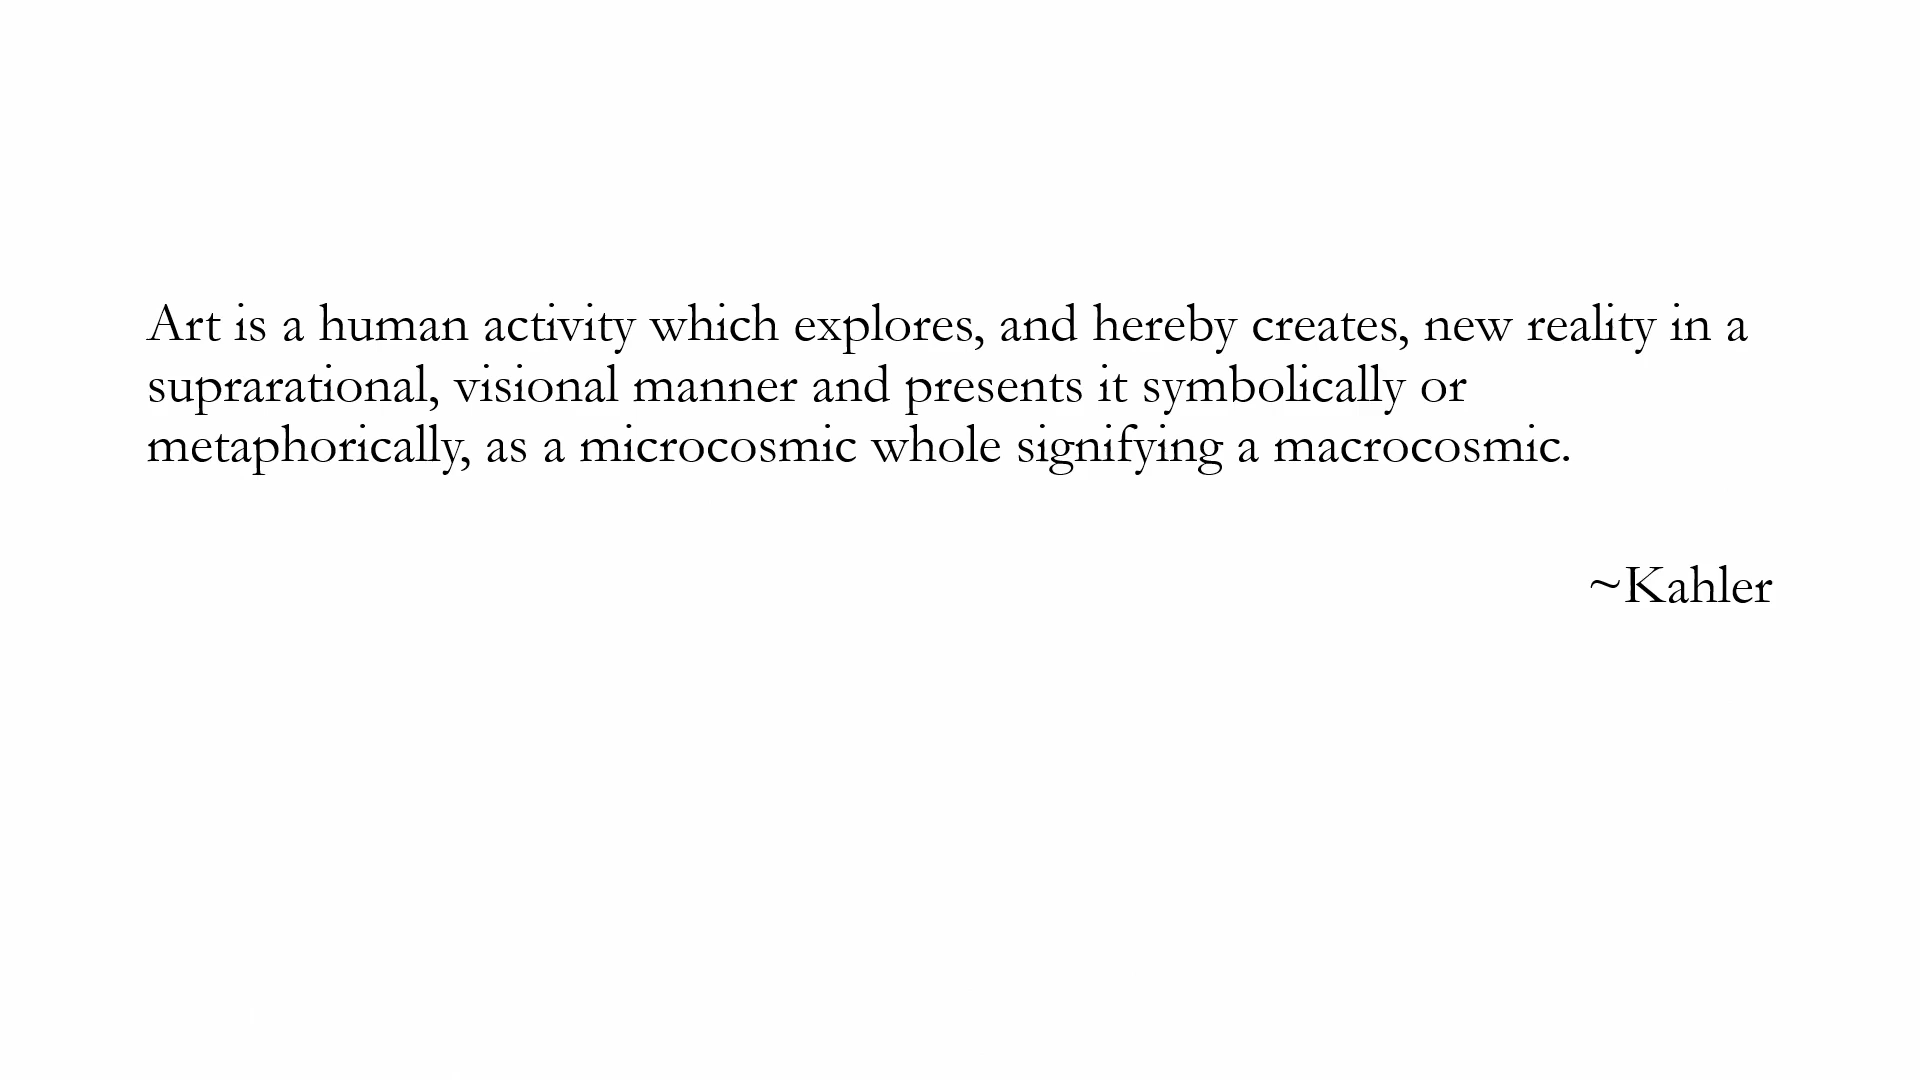 Art is a human activity which explores, and hereby creates, new reality in a
suprarational, visional manner and presents it symbolically or
metaphorically, as a microcosmic whole signifying a macrocosmic.
~Kahler